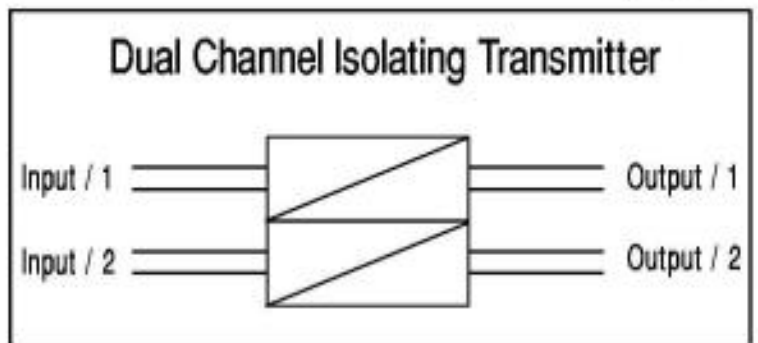 Dual Channel Isolating Transmitter
Input / 1
Output / 1
Input / 2
Output / 2